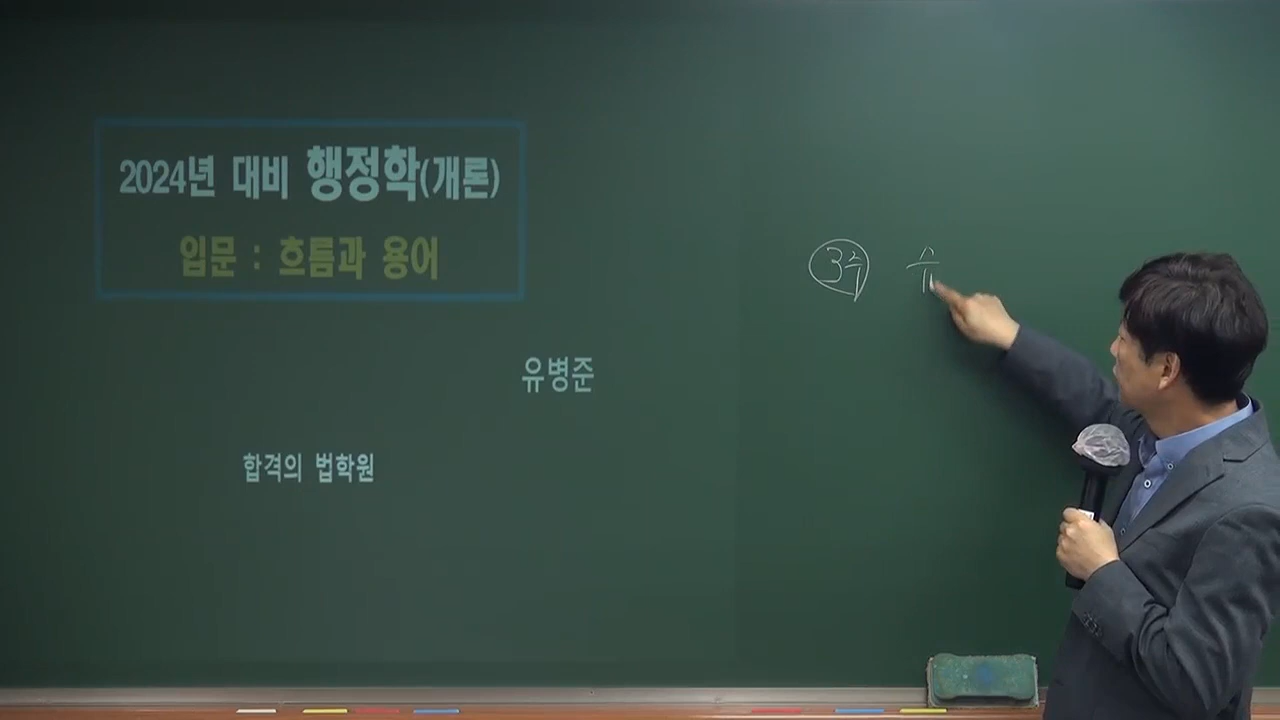 2024년 대비 행정학(개론)
입문 : 흐름과 용어
3주
유병준
합격의 법학원